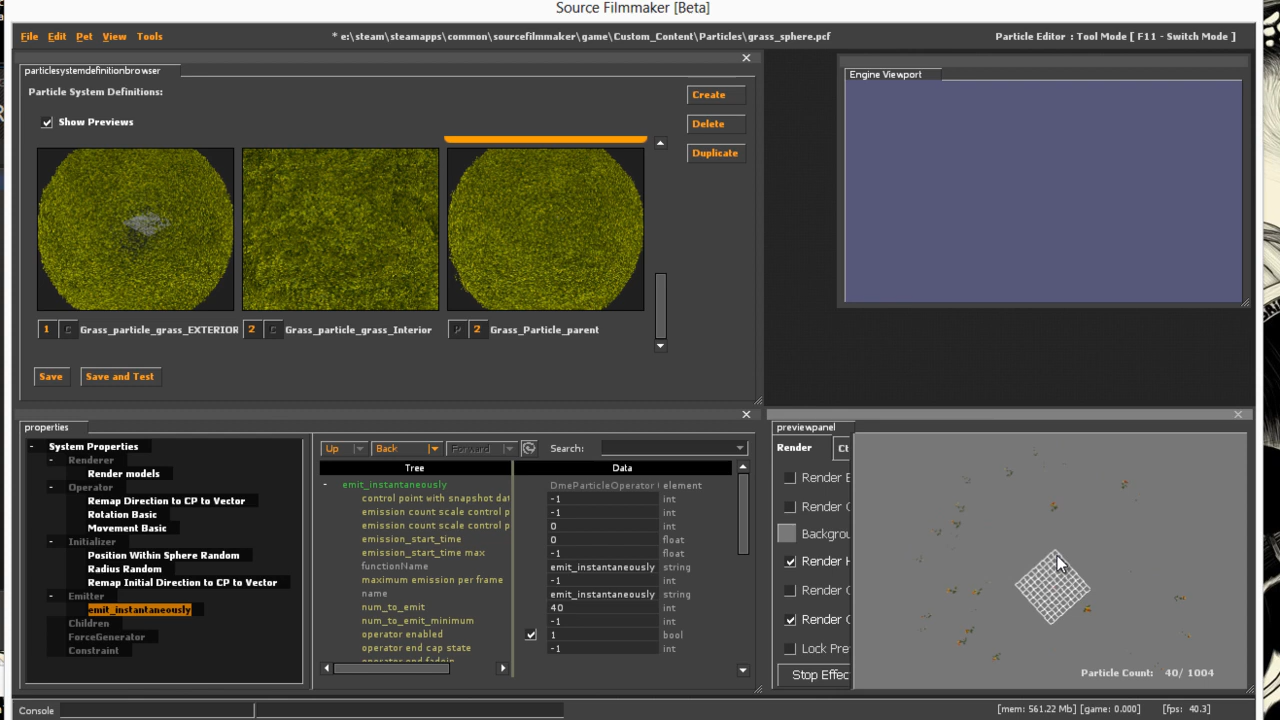 Source Filmmaker [Beta]
File Edit Pet View Tools
* e:\steam\steamapps\common\sourcefilmmaker\game\Custom_Content\Particles\grass_sphere.pcf
Particle Editor : Tool Mode [ F11 - Switch Mode ]
particlesystemdefinitionbrowser
Particle System Definitions:
Show Previews
Create
Delete
Duplicate
1 C Grass_particle_grass_EXTERIOR
2 C Grass_particle_grass_Interior
P 2 Grass_Particle_parent
Save
Save and Test
Engine Viewport
properties
System Properties
Renderer
Render models
Operator
Remap Direction to CP to Vector
Rotation Basic
Movement Basic
Initializer
Position Within Sphere Random
Radius Random
Remap Initial Direction to CP to Vector
Emitter
emit_instantaneously
Children
ForceGenerator
Constraint
Up
Back
Forward
Search:
Tree Data
emit_instantaneously DmeParticleOperator element
control point with snapshot dat -1 int
emission count scale control p -1 int
emission count scale control p 0 int
emission_start_time 0 float
emission_start_time max -1 float
functionName emit_instantaneously string
maximum emission per frame -1 int
name emit_instantaneously string
num_to_emit 40 int
num_to_emit_minimum -1 int
operator enabled 1 bool
operator end cap state -1 int
operator end fadein
previewpanel
Render
Render
Render
Backgrou
Render
Render
Render
Lock Pre
Stop Effec
Particle Count: 40/ 1004
Console
[mem: 561.22 Mb] [game: 0.000]
[fps: 40.3]